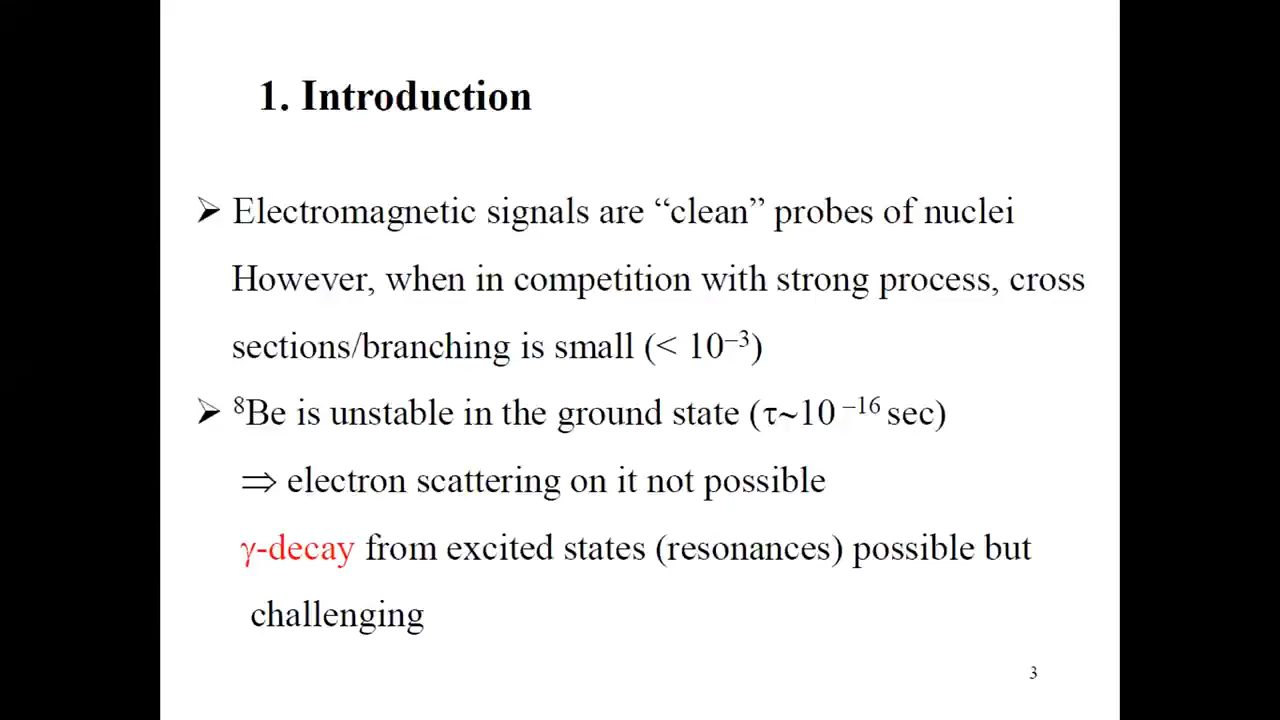 1. Introduction
➢ Electromagnetic signals are “clean” probes of nuclei
However, when in competition with strong process, cross
sections/branching is small (< 10⁻³)
➢ ⁸Be is unstable in the ground state (τ~10 ⁻¹⁶ sec)
⇒ electron scattering on it not possible
γ-decay from excited states (resonances) possible but
challenging
3